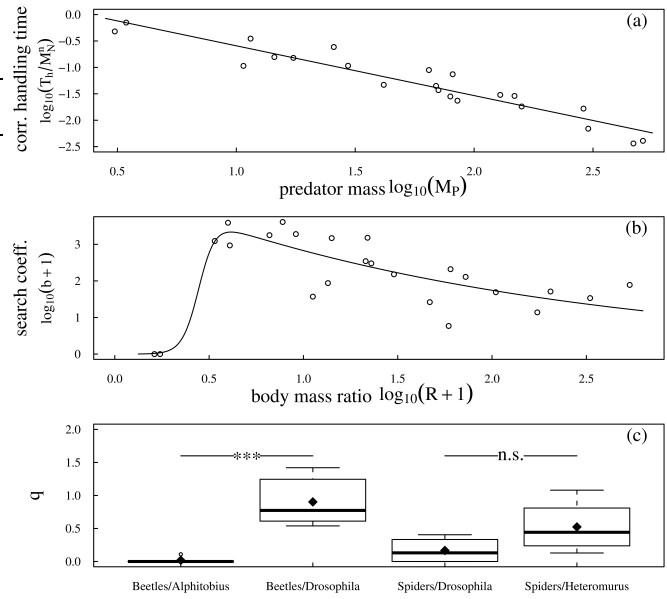 (a)
corr. handling time
log10(Th/MNn)
0.0
−0.5
−1.0
−1.5
−2.0
−2.5
0.5 1.0 1.5 2.0 2.5
predator mass log10(MP)
(b)
search coeff.
log10(b + 1)
3
2
1
0
0.0 0.5 1.0 1.5 2.0 2.5
body mass ratio log10(R + 1)
(c)
q
2.0
1.5
1.0
0.5
0.0
*** n.s.
Beetles/Alphitobius Beetles/Drosophila Spiders/Drosophila Spiders/Heteromurus